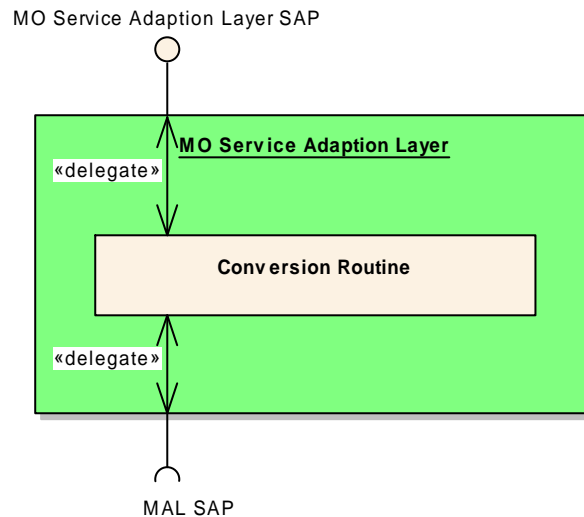 MO Service Adaption Layer SAP
MO Service Adaption Layer
«delegate»
Conversion Routine
«delegate»
MAL SAP